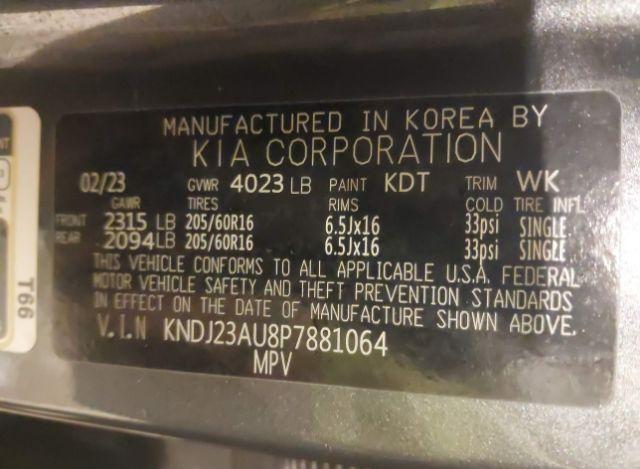 MANUFACTURED IN KOREA BY
KIA CORPORATION
02/23 GVWR 4023 LB PAINT KDT TRIM WK
GAWR TIRES RIMS COLD TIRE INFL
FRONT 2315 LB 205/60R16 6.5Jx16 33psi SINGLE
REAR 2094 LB 205/60R16 6.5Jx16 33psi SINGLE
THIS VEHICLE CONFORMS TO ALL APPLICABLE U.S.A. FEDERAL
MOTOR VEHICLE SAFETY AND THEFT PREVENTION STANDARDS
IN EFFECT ON THE DATE OF MANUFACTURE SHOWN ABOVE.
V.I.N KNDJ23AU8P7881064
MPV
T66